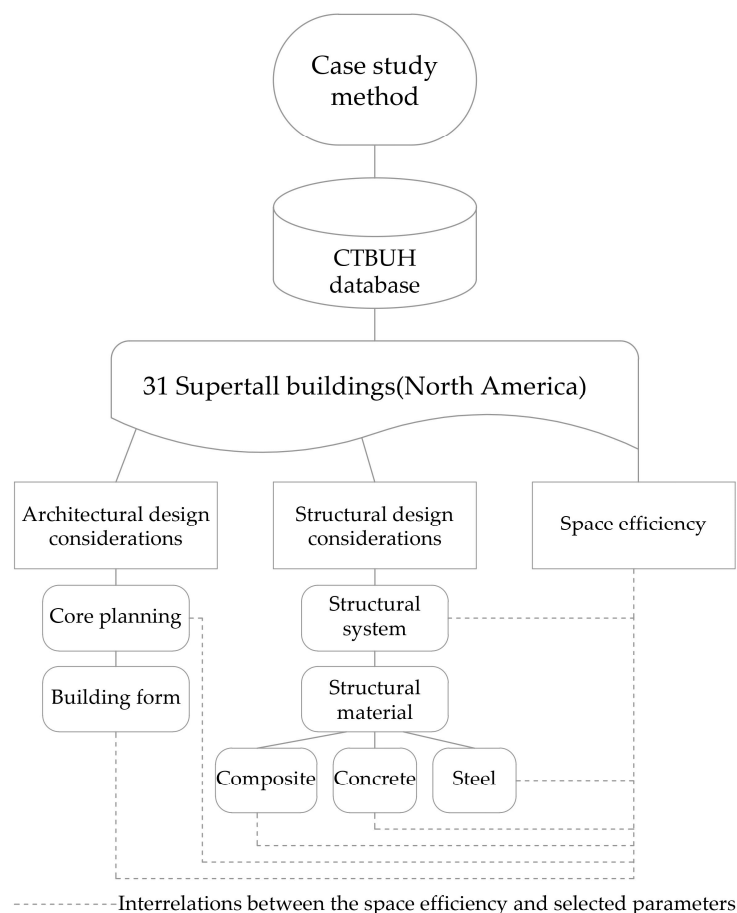 Case study
method
CTBUH
database
31 Supertall buildings(North America)
Architectural design
considerations
Structural design
considerations
Space efficiency
Core planning
Building form
Structural
system
Structural
material
Composite
Concrete
Steel
Interrelations between the space efficiency and selected parameters